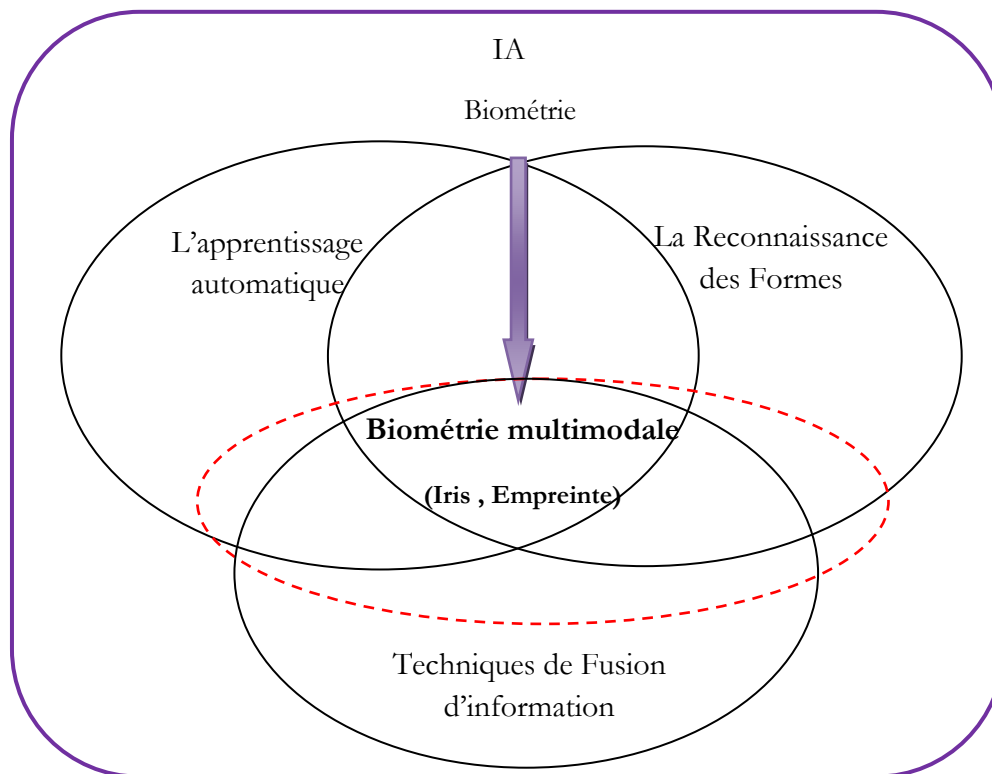 IA
Biométrie
L'apprentissage
automatique
La Reconnaissance
des Formes
Biométrie multimodale
(Iris , Empreinte)
Techniques de Fusion
d'information